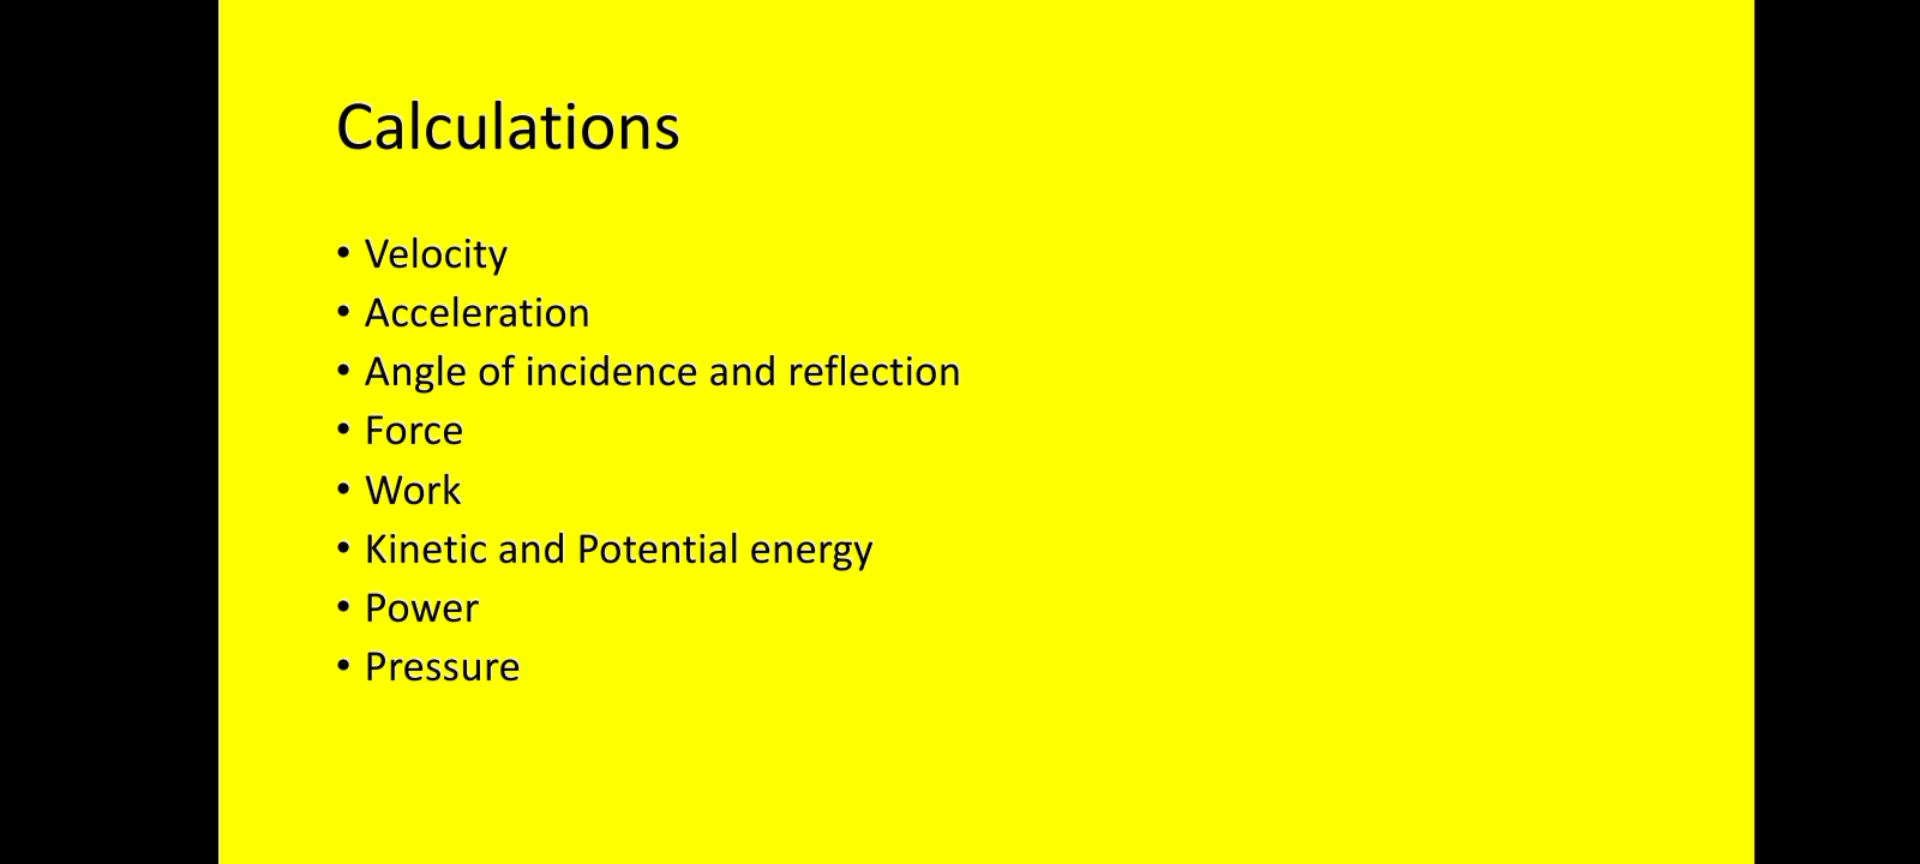 Calculations
• Velocity
• Acceleration
• Angle of incidence and reflection
• Force
• Work
• Kinetic and Potential energy
• Power
• Pressure